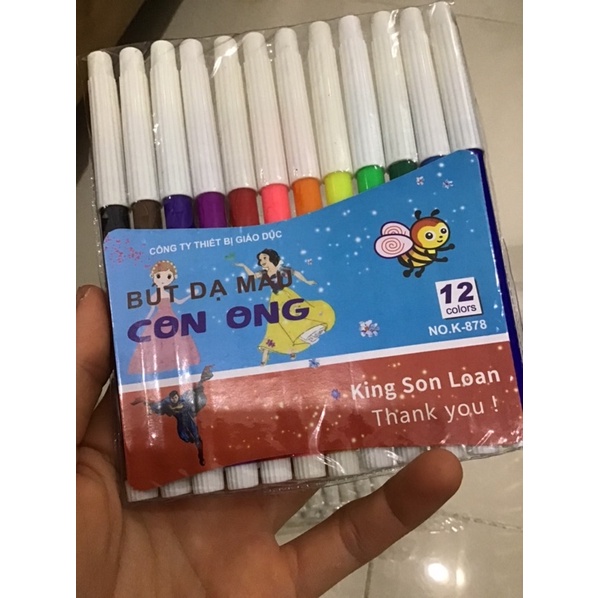 CÔNG TY THIẾT BỊ GIÁO DỤC
BÚT DẠ MÀU
CON ONG
12
colors
NO.K-878
King Son Loan
Thank you !